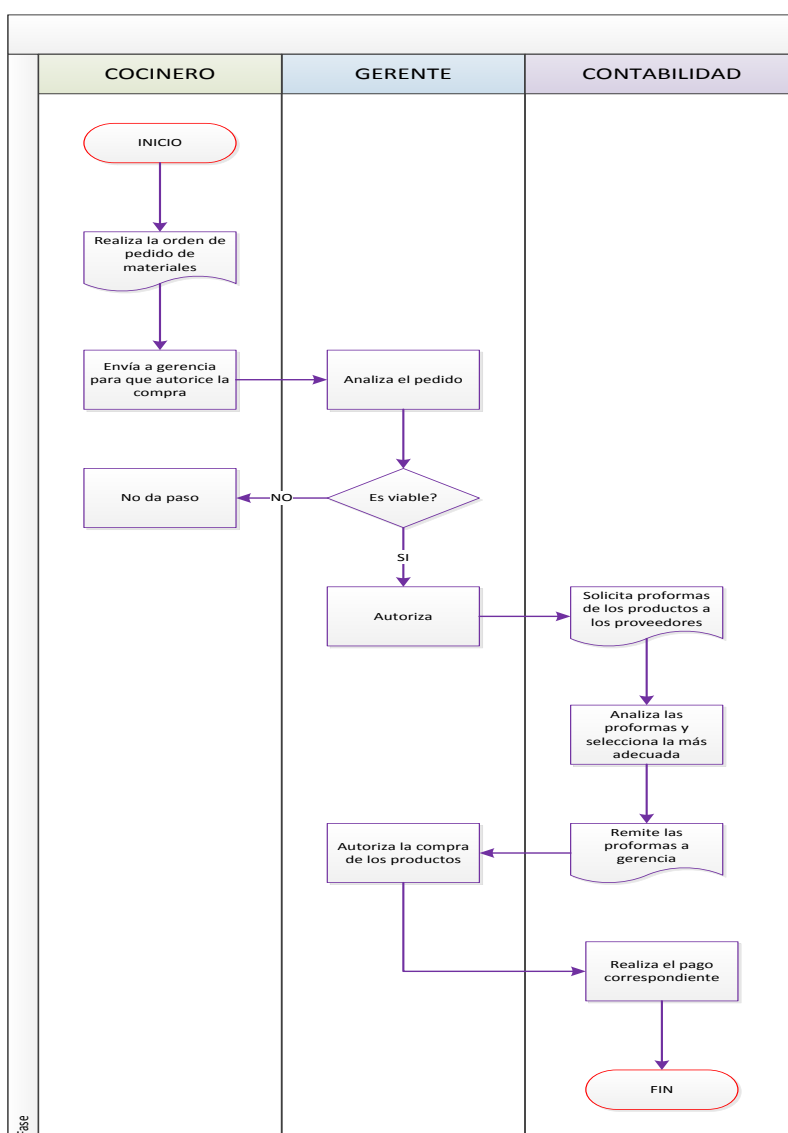 COCINERO
GERENTE
CONTABILIDAD
INICIO
Realiza la orden de
pedido de
materiales
Envía a gerencia
para que autorice la
compra
Analiza el pedido
No da paso
NO
Es viable?
SI
Autoriza
Solicita proformas
de los productos a
los proveedores
Analiza las
proformas y
selecciona la más
adecuada
Autoriza la compra
de los productos
Remite las
proformas a
gerencia
Realiza el pago
correspondiente
FIN
Fase